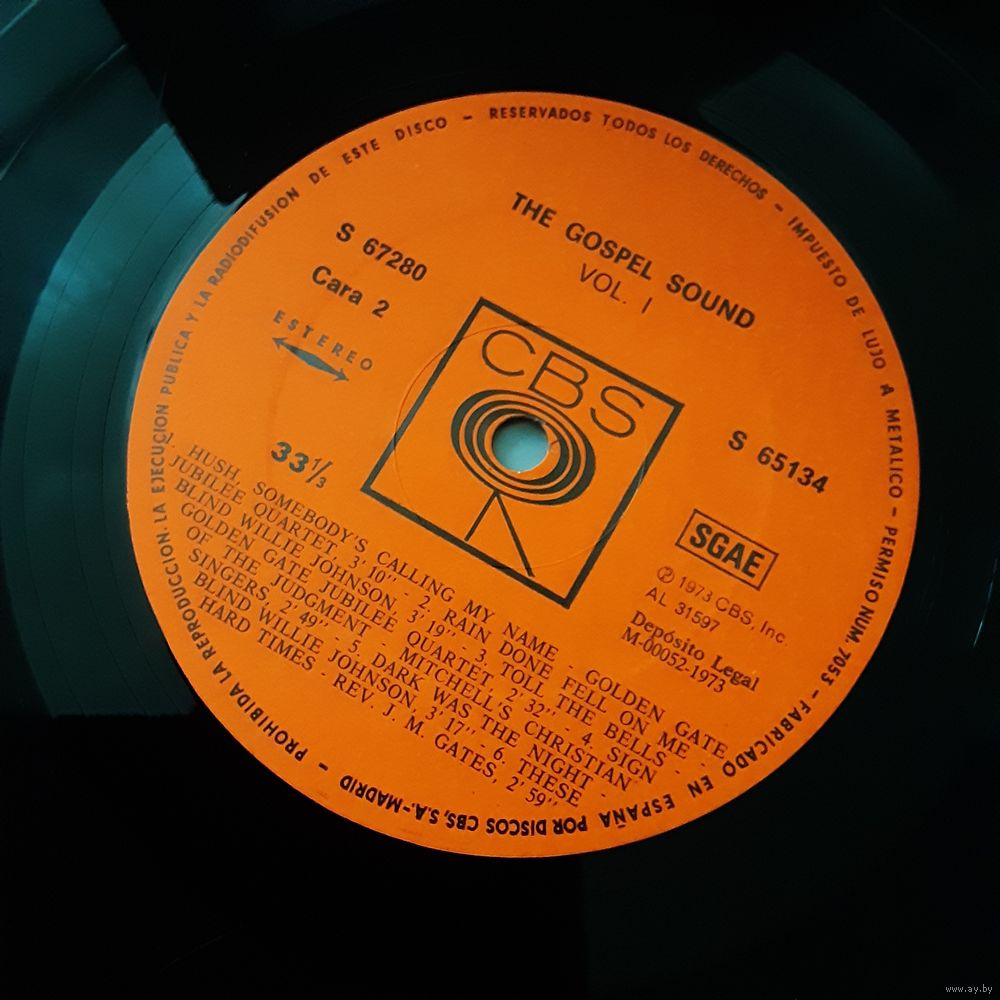 PROHIBIDA LA REPRODUCCION. LA EJECUCION PUBLICA Y LA RADIODIFUSION DE ESTE DISCO – RESERVADOS TODOS LOS DERECHOS – IMPUESTO DE LUJO A METALICO – PERMISO NUM. 7053 – FABRICADO EN ESPAÑA POR DISCOS CBS, S.A.–MADRID –
THE GOSPEL SOUND
VOL. I
S 67280
Cara 2
ESTEREO
33 1/3
CBS
S 65134
SGAE
℗ 1973 CBS, Inc.
AL 31597
Depósito Legal
M-00052-1973
1. HUSH, SOMEBODY'S CALLING MY NAME - GOLDEN GATE
JUBILEE QUARTET, 3' 10'' - 2. RAIN DONE FELL ON ME -
BLIND WILLIE JOHNSON, 3' 19'' - 3. TOLL THE BELLS -
GOLDEN GATE JUBILEE QUARTET, 2' 32'' - 4. SIGN
OF THE JUDGMENT - MITCHELL'S CHRISTIAN
SINGERS, 2' 49'' - 5. DARK WAS THE NIGHT -
BLIND WILLIE JOHNSON, 3' 17'' - 6. THESE
HARD TIMES - REV. J. M. GATES, 2' 59''
www.ay.by